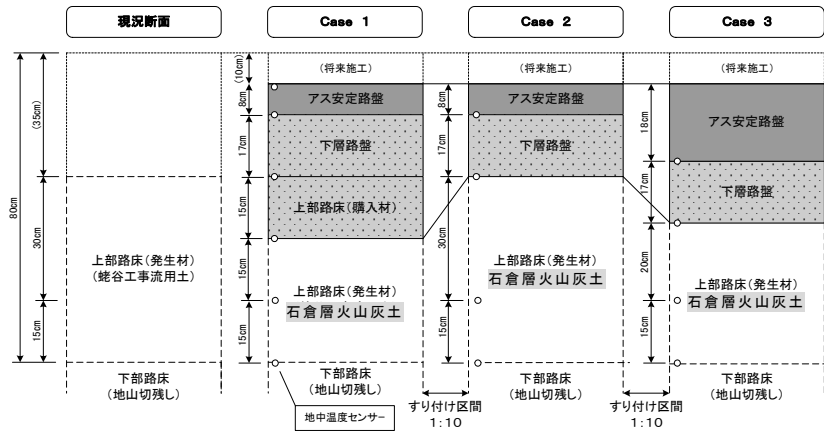 現況断面
Case 1
Case 2
Case 3
80cm
(35cm)
30cm
15cm
上部路床(発生材)
(蛯谷工事流用土)
下部路床
(地山切残し)
(10cm)
8cm
17cm
15cm
15cm
15cm
(将来施工)
アス安定路盤
下層路盤
上部路床(購入材)
上部路床(発生材)
石倉層火山灰土
下部路床
(地山切残し)
地中温度センサー
すり付け区間
1:10
8cm
17cm
30cm
15cm
(将来施工)
アス安定路盤
下層路盤
上部路床(発生材)
石倉層火山灰土
下部路床
(地山切残し)
すり付け区間
1:10
18cm
17cm
20cm
15cm
(将来施工)
アス安定路盤
下層路盤
上部路床(発生材)
石倉層火山灰土
下部路床
(地山切残し)